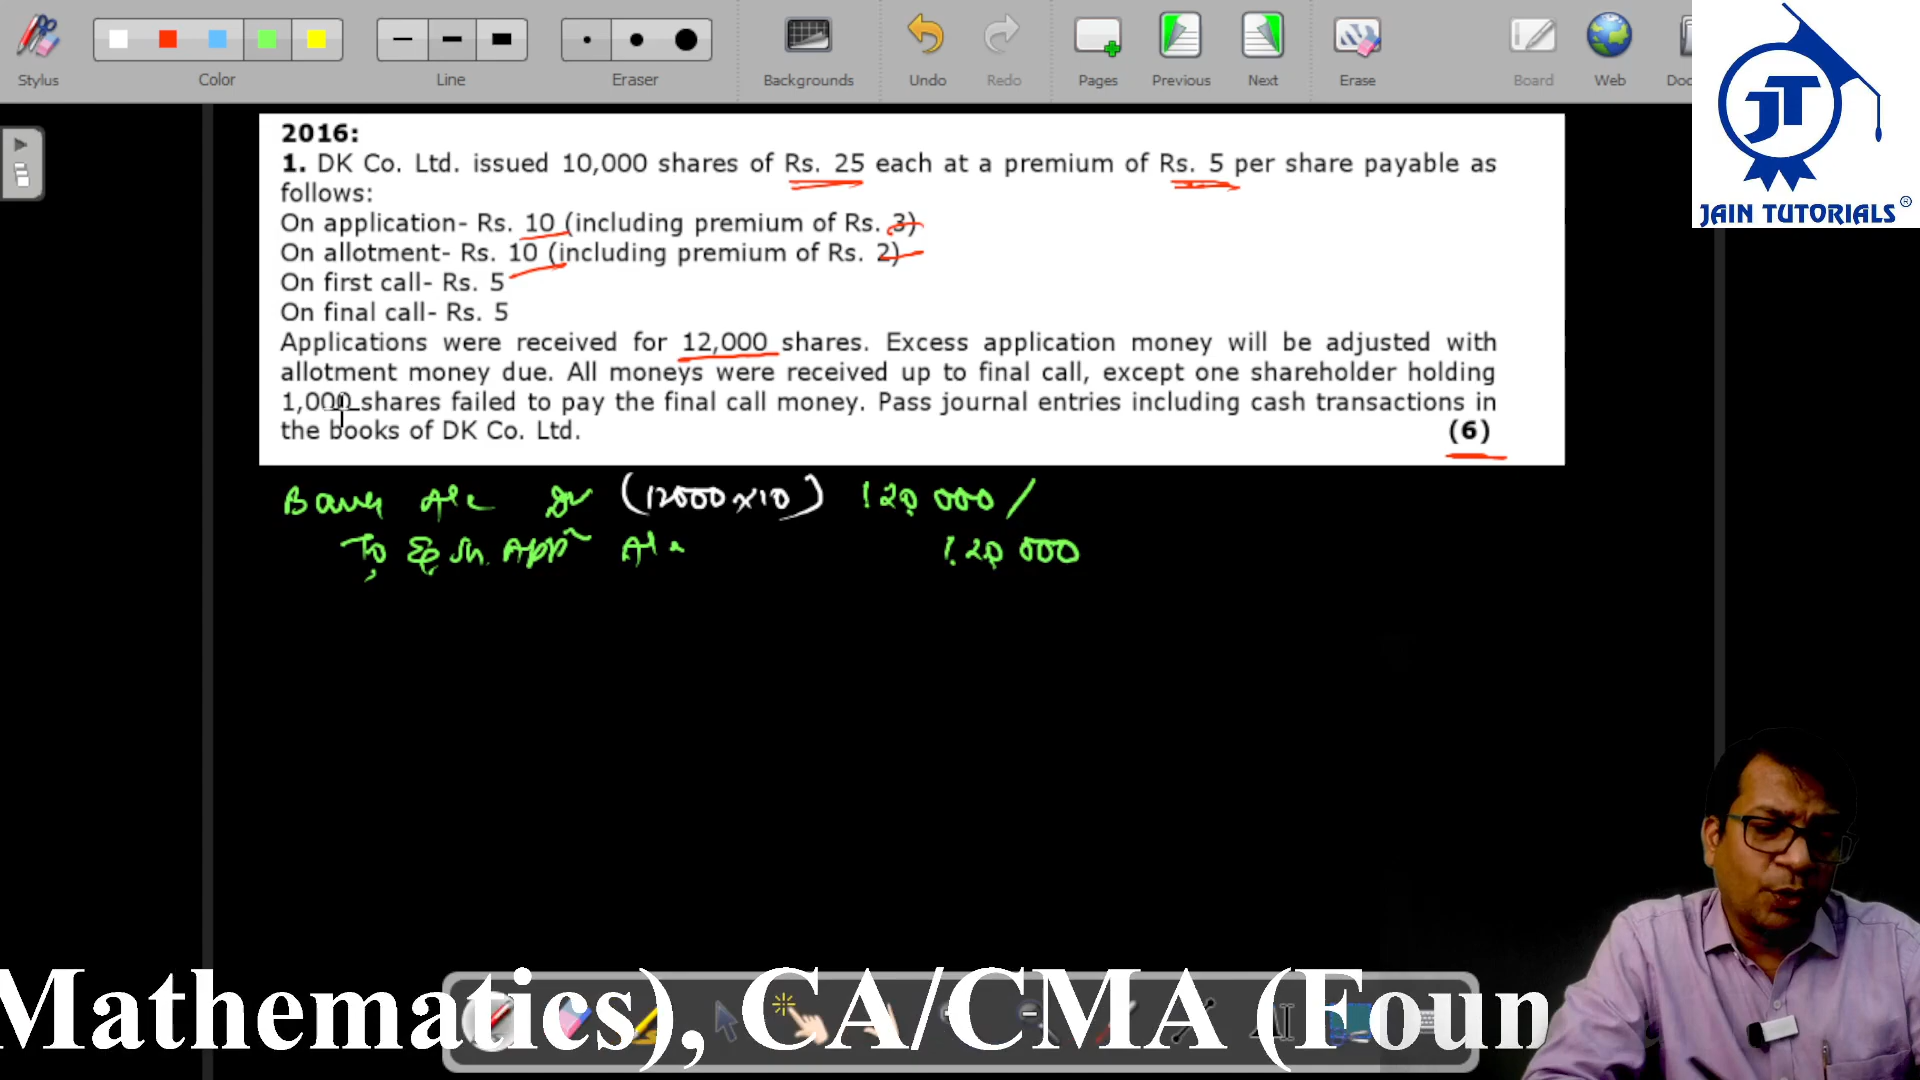 Stylus
Color
Line
Eraser
Backgrounds
Undo
Redo
Pages
Previous
Next
Erase
Board
Web
JT
JAIN TUTORIALS®
2016:
1. DK Co. Ltd. issued 10,000 shares of Rs. 25 each at a premium of Rs. 5 per share payable as
follows:
On application- Rs. 10 (including premium of Rs. 3)
On allotment- Rs. 10 (including premium of Rs. 2)
On first call- Rs. 5
On final call- Rs. 5
Applications were received for 12,000 shares. Excess application money will be adjusted with
allotment money due. All moneys were received up to final call, except one shareholder holding
1,000 shares failed to pay the final call money. Pass journal entries including cash transactions in
the books of DK Co. Ltd. (6)
Bank A/c Dr (12000x10) 120 000 /
To Eq Sh. Appn A/c 120 000
Mathematics), CA/CMA (Foun